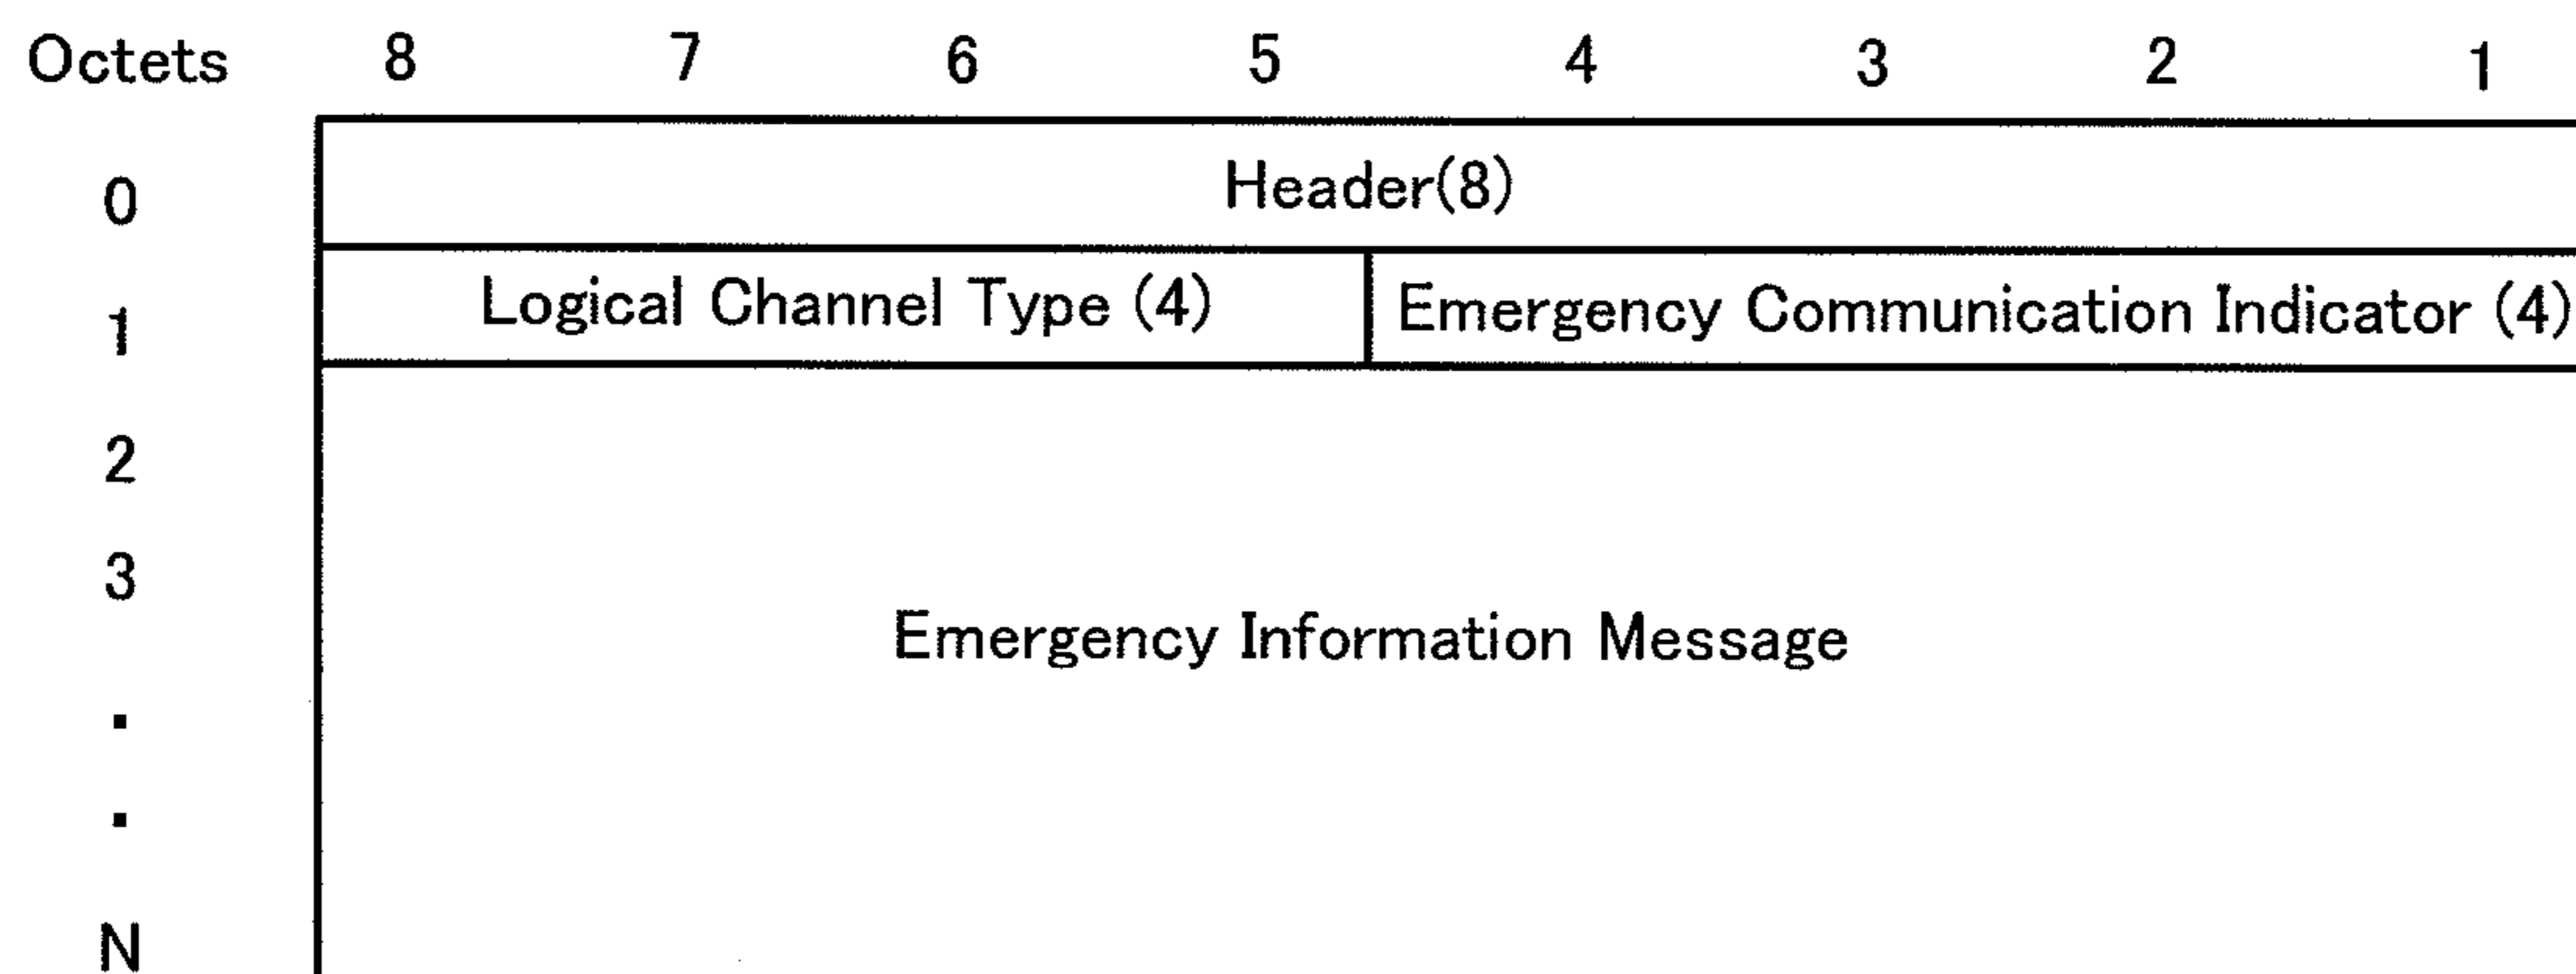 Octets 8 7 6 5 4 3 2 1
0 Header(8)
1 Logical Channel Type (4) Emergency Communication Indicator (4)
2
3
Emergency Information Message
.
.
N